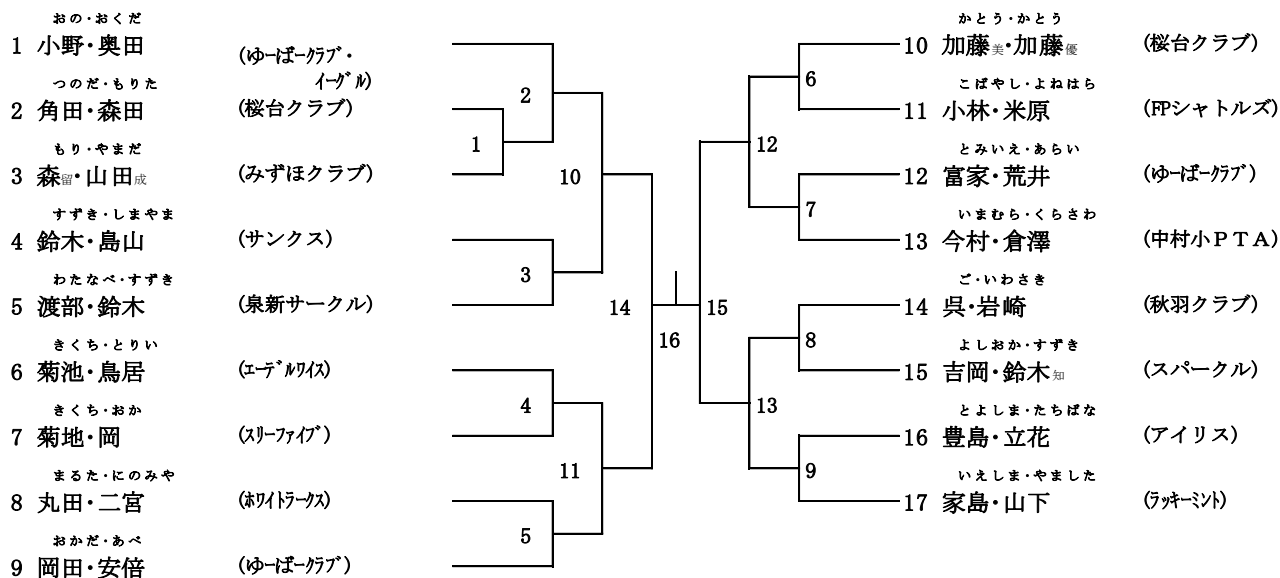 おの・おくだ
1 小野・奥田 (ゆーばークラブ・
イーグル)
つのだ・もりた
2 角田・森田 (桜台クラブ)
もり・やまだ
3 森留・山田成 (みずほクラブ)
すずき・しまやま
4 鈴木・島山 (サンクス)
わたなべ・すずき
5 渡部・鈴木 (泉新サークル)
きくち・とりい
6 菊池・鳥居 (エーデルワイス)
きくち・おか
7 菊地・岡 (スリーファイブ)
まるた・にのみや
8 丸田・二宮 (ホワイトラークス)
おかだ・あべ
9 岡田・安倍 (ゆーばークラブ)
2
1
10
3
14
4
11
5
16
15
6
12
7
8
13
9
かとう・かとう
10 加藤美・加藤優 (桜台クラブ)
こばやし・よねはら
11 小林・米原 (FPシャトルズ)
とみいえ・あらい
12 富家・荒井 (ゆーばークラブ)
いまむら・くらさわ
13 今村・倉澤 (中村小ＰＴＡ)
ご・いわさき
14 呉・岩崎 (秋羽クラブ)
よしおか・すずき
15 吉岡・鈴木知 (スパークル)
とよしま・たちばな
16 豊島・立花 (アイリス)
いえしま・やました
17 家島・山下 (ラッキーミント)